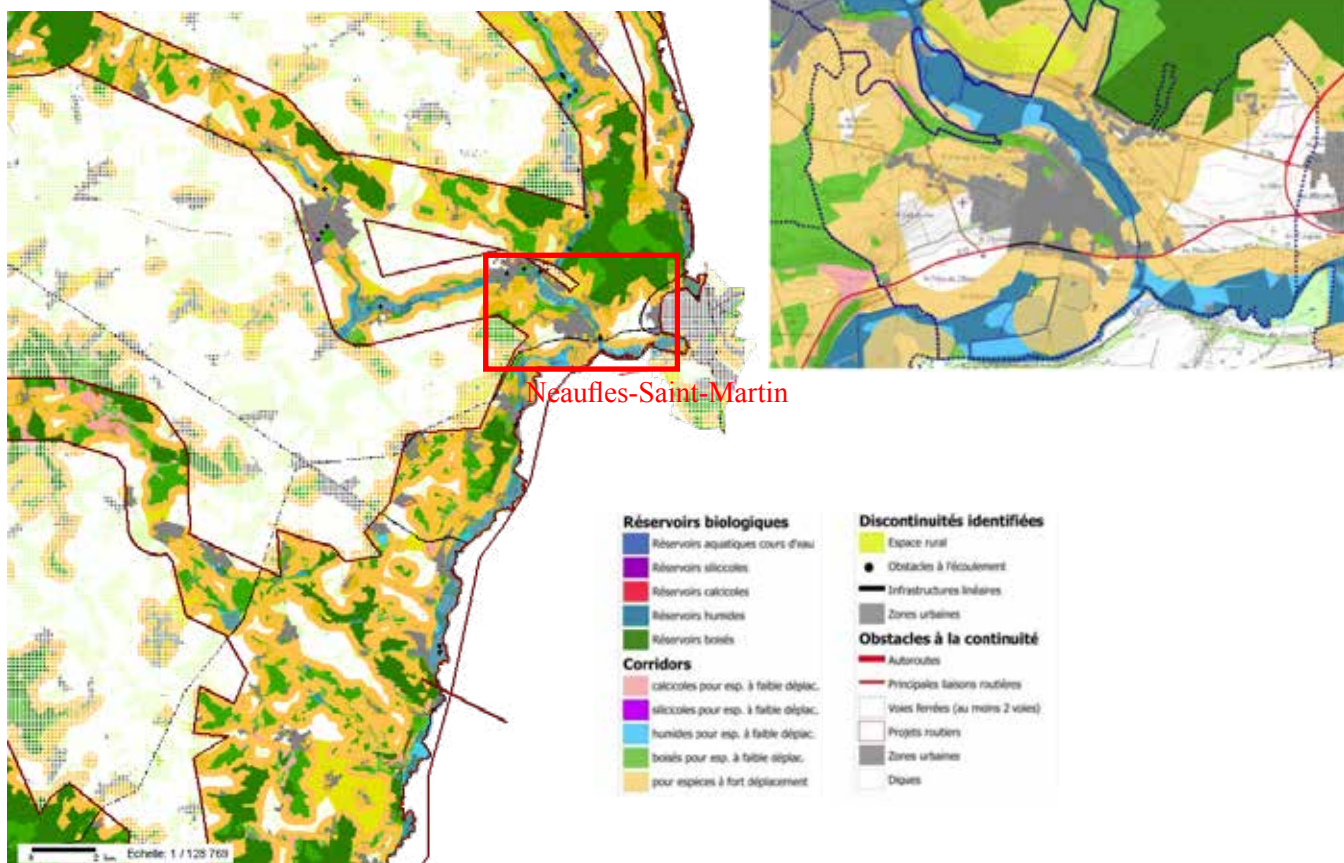 Neaufles-Saint-Martin
Réservoirs biologiques
Réservoirs aquatiques cours d'eau
Réservoirs silicicoles
Réservoirs calcicoles
Réservoirs humides
Réservoirs boisés
Corridors
calcicoles pour esp. à faible déplac.
silicicoles pour esp. à faible déplac.
humides pour esp. à faible déplac.
boisés pour esp. à faible déplac.
pour espèces à fort déplacement
Discontinuités identifiées
Espace rural
Obstacles à l'écoulement
Infrastructures linéaires
Zones urbaines
Obstacles à la continuité
Autoroutes
Principales liaisons routières
Voies ferrées (au moins 2 voies)
Projets routiers
Zones urbaines
Digues
0 2 km Echelle: 1 / 128 769